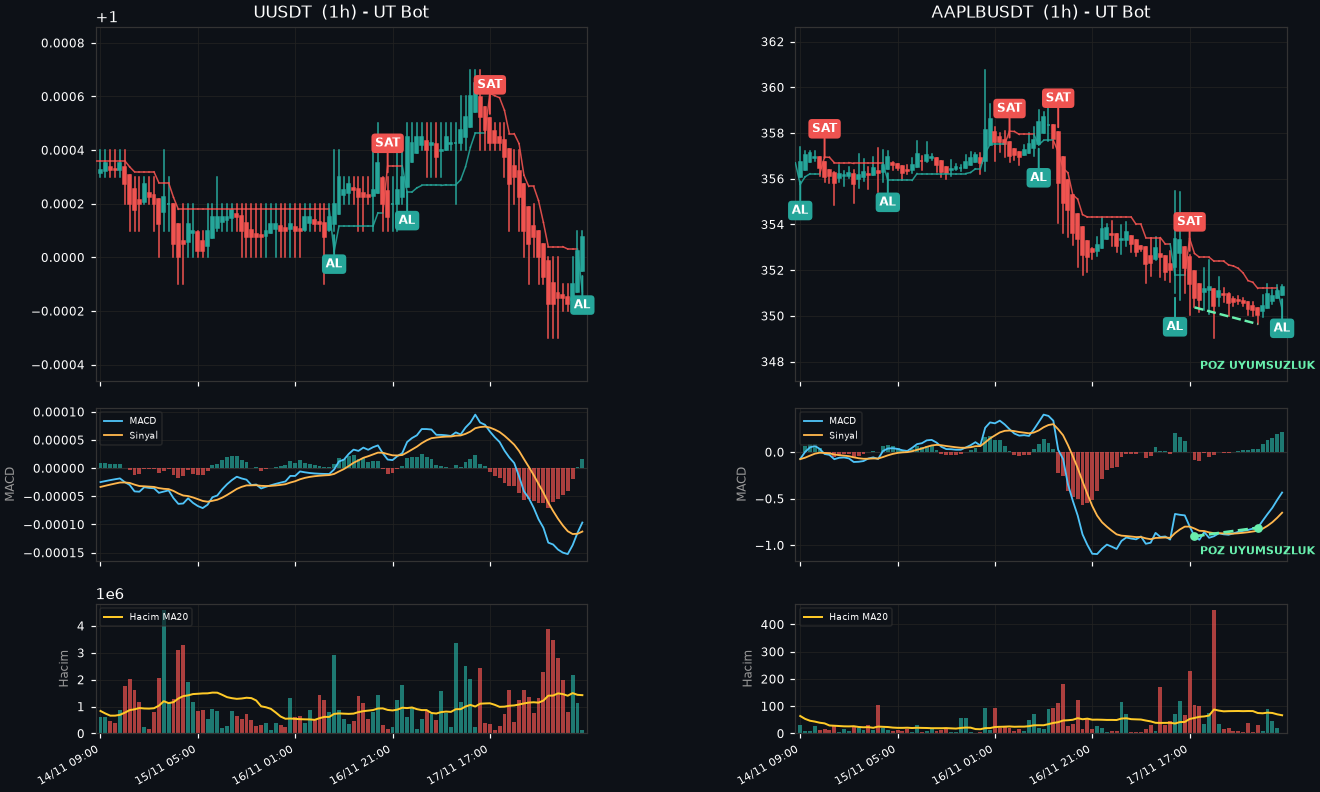 UUSDT  (1h) - UT Bot
+1
0.0008
0.0006
0.0004
0.0002
0.0000
−0.0002
−0.0004
SAT
SAT
AL
AL
AL
MACD
Sinyal
0.00010
0.00005
0.00000
−0.00005
−0.00010
−0.00015
MACD
1e6
Hacim MA20
4
3
2
1
0
Hacim
14/11 09:00
15/11 05:00
16/11 01:00
16/11 21:00
17/11 17:00
AAPLBUSDT  (1h) - UT Bot
362
360
358
356
354
352
350
348
SAT
SAT
SAT
SAT
AL
AL
AL
AL
AL
POZ UYUMSUZLUK
MACD
Sinyal
0.0
−0.5
−1.0
MACD
POZ UYUMSUZLUK
Hacim MA20
400
300
200
100
0
Hacim
14/11 09:00
15/11 05:00
16/11 01:00
16/11 21:00
17/11 17:00